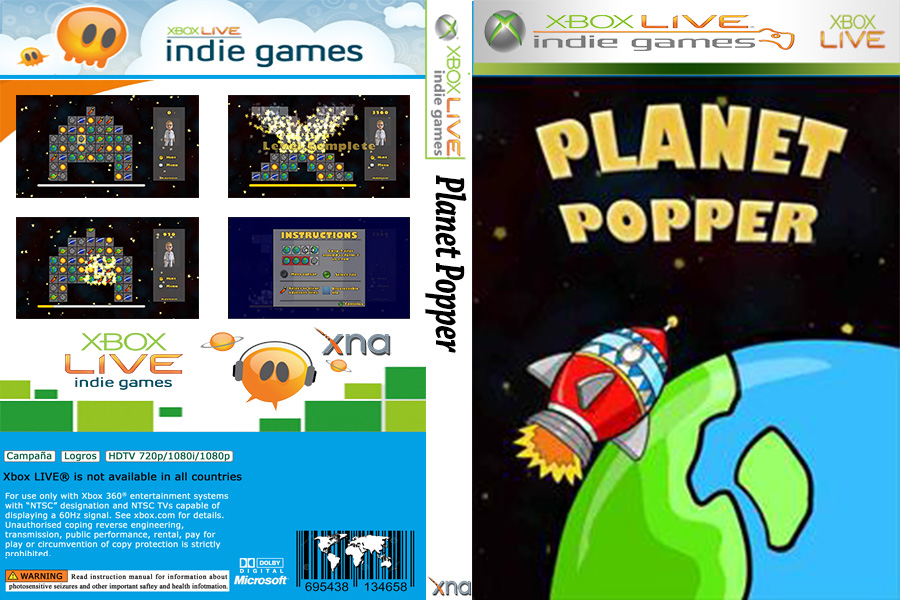 XBOX LIVE
indie games
Level Complete
3360
INSTRUCTIONS
XBOX LIVE
indie games
xna
Campaña Logros HDTV 720p/1080i/1080p
Xbox LIVE® is not available in all countries
For use only with Xbox 360® entertainment systems
with “NTSC” designation and NTSC TVs capable of
displaying a 60Hz signal. See xbox.com for details.
Unauthorised coping reverse engineering,
transmission, public performance, rental, pay for
play or circumvention of copy protection is strictly
prohibited.
WARNING Read instruction manual for information about
photosensitive seizures and other important saftey and health infotmation.
DOLBY
DIGITAL
Microsoft
695438 134658
XBOX LIVE
indie games
Planet Popper
xna
XBOX LIVE
indie games
XBOX
LIVE
PLANET
POPPER